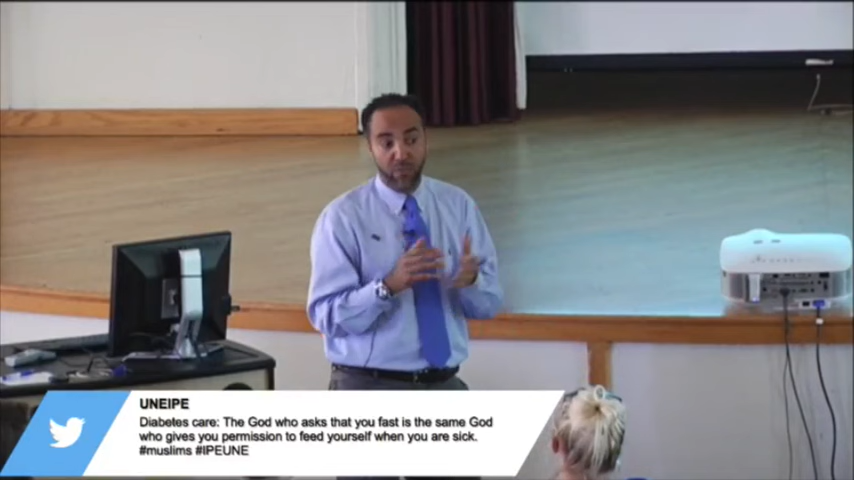 UNEIPE
Diabetes care: The God who asks that you fast is the same God
who gives you permission to feed yourself when you are sick.
#muslims #IPEUNE